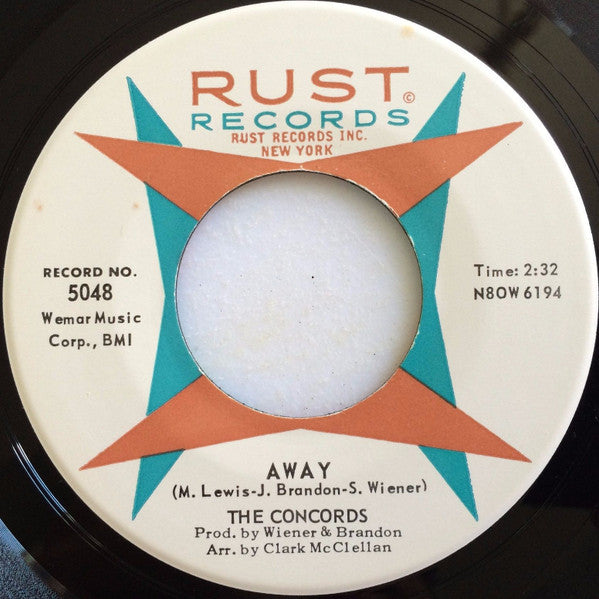 RUST©
RECORDS
RUST RECORDS INC.
NEW YORK
RECORD NO.
5048
Wemar Music
Corp., BMI
Time: 2:32
N8OW 6194
AWAY
(M. Lewis-J. Brandon-S. Wiener)
THE CONCORDS
Prod. by Wiener & Brandon
Arr. by Clark McClellan